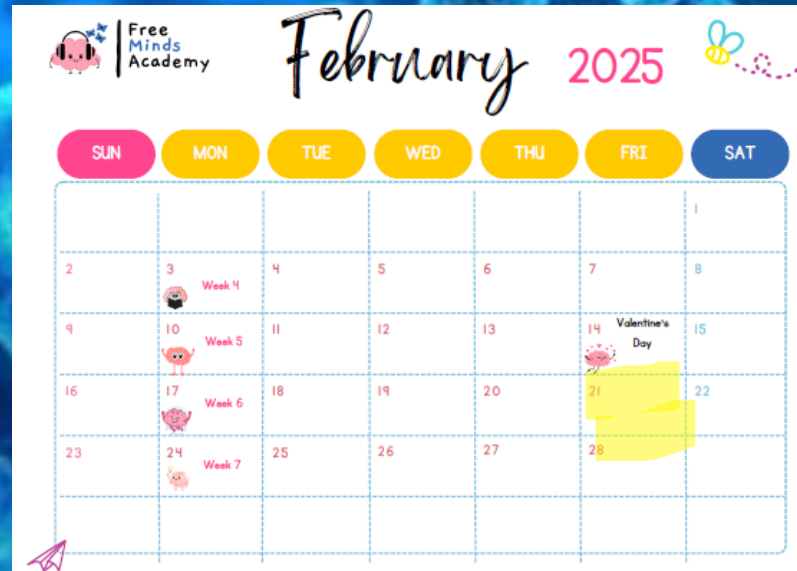 Free
Minds
Academy
February 2025
SUN MON TUE WED THU FRI SAT
1
2 3 Week 4 4 5 6 7 8
9 10 Week 5 11 12 13 14 Valentine's Day 15
16 17 Week 6 18 19 20 21 22
23 24 Week 7 25 26 27 28